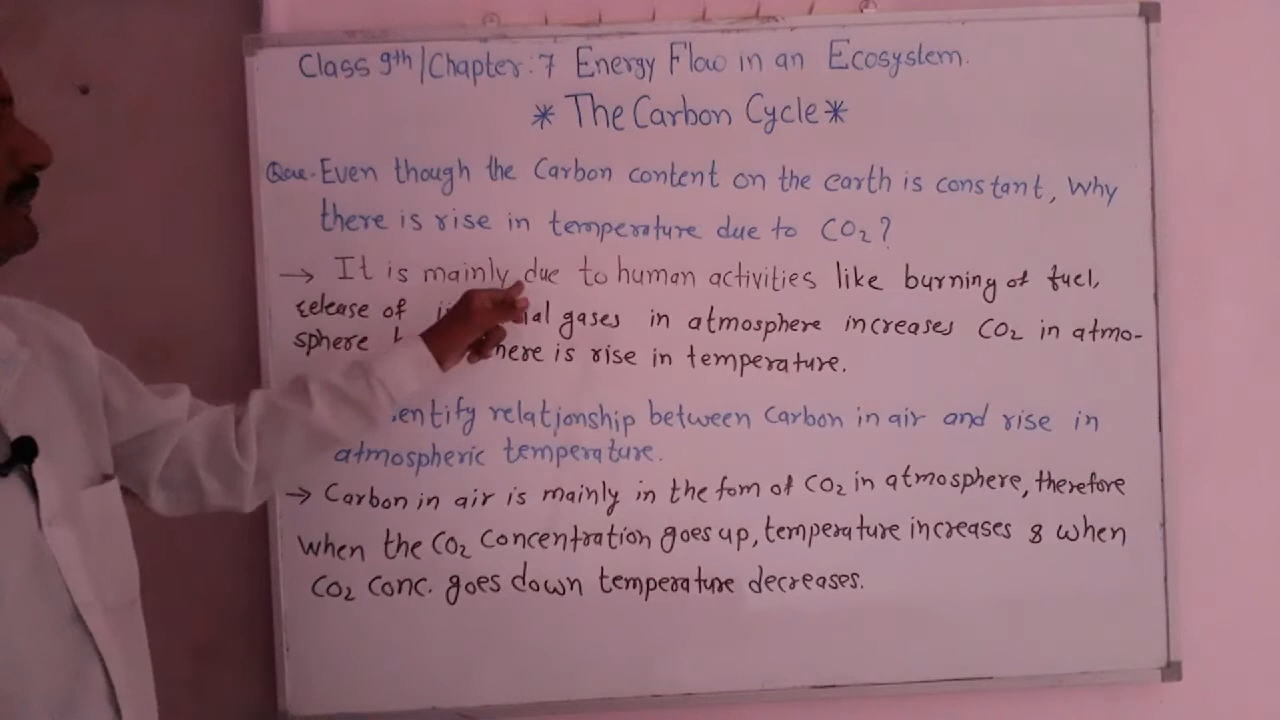 Class 9th/Chapter:7 Energy Flow in an Ecosystem.
* The Carbon Cycle *
Que. Even though the Carbon content on the earth is constant, Why
there is rise in temperature due to CO₂?
→ It is mainly due to human activities like burning of fuel,
release of gases in atmosphere increases CO₂ in atmo-
sphere here is rise in temperature.
entify relationship between Carbon in air and rise in
atmospheric temperature.
→ Carbon in air is mainly in the fom of CO₂ in atmosphere, therefore
when the CO₂ Concentration goes up, temperature increases & when
CO₂ Conc. goes down temperature decreases.